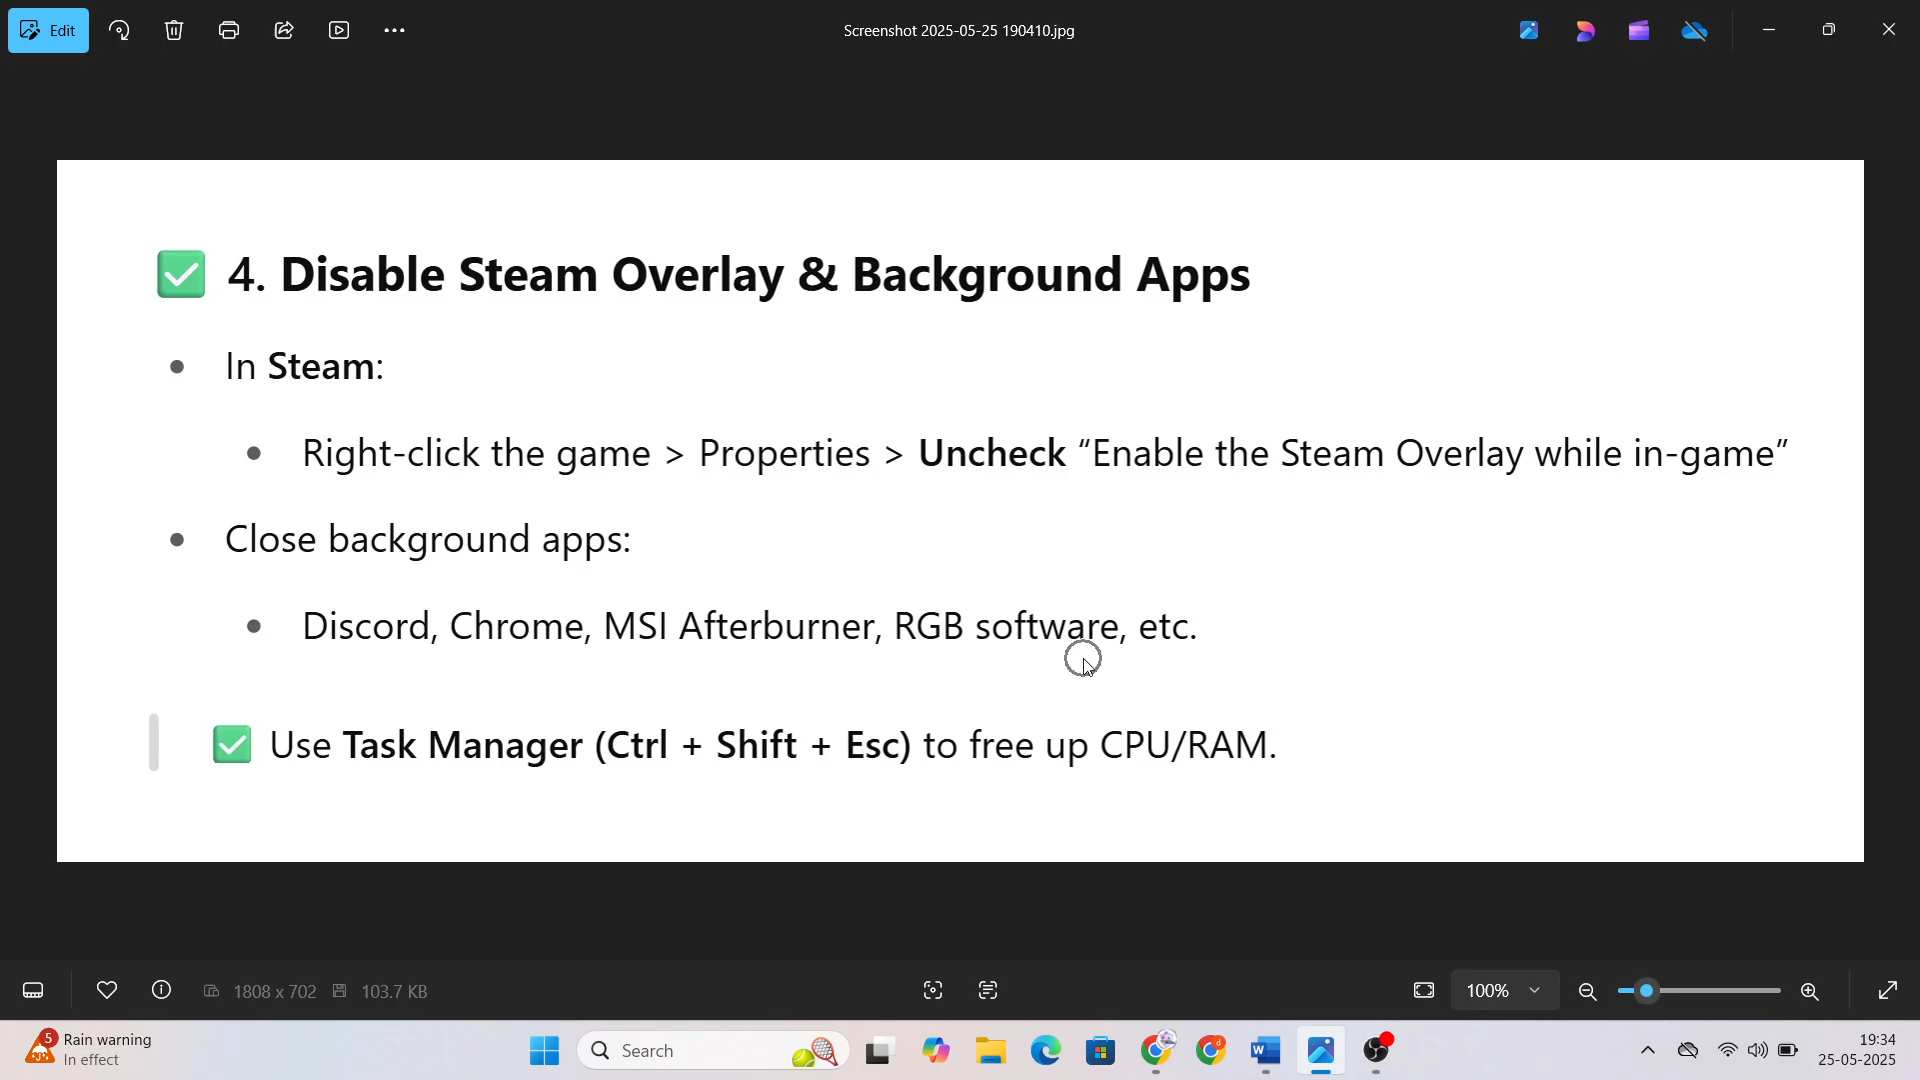 Edit
Screenshot 2025-05-25 190410.jpg
✅ 4. Disable Steam Overlay & Background Apps
• In Steam:
• Right-click the game > Properties > Uncheck “Enable the Steam Overlay while in-game”
• Close background apps:
• Discord, Chrome, MSI Afterburner, RGB software, etc.
✅ Use Task Manager (Ctrl + Shift + Esc) to free up CPU/RAM.
1808 x 702 103.7 KB
100%
5 Rain warning
In effect
Search
d
W
19:34
25-05-2025